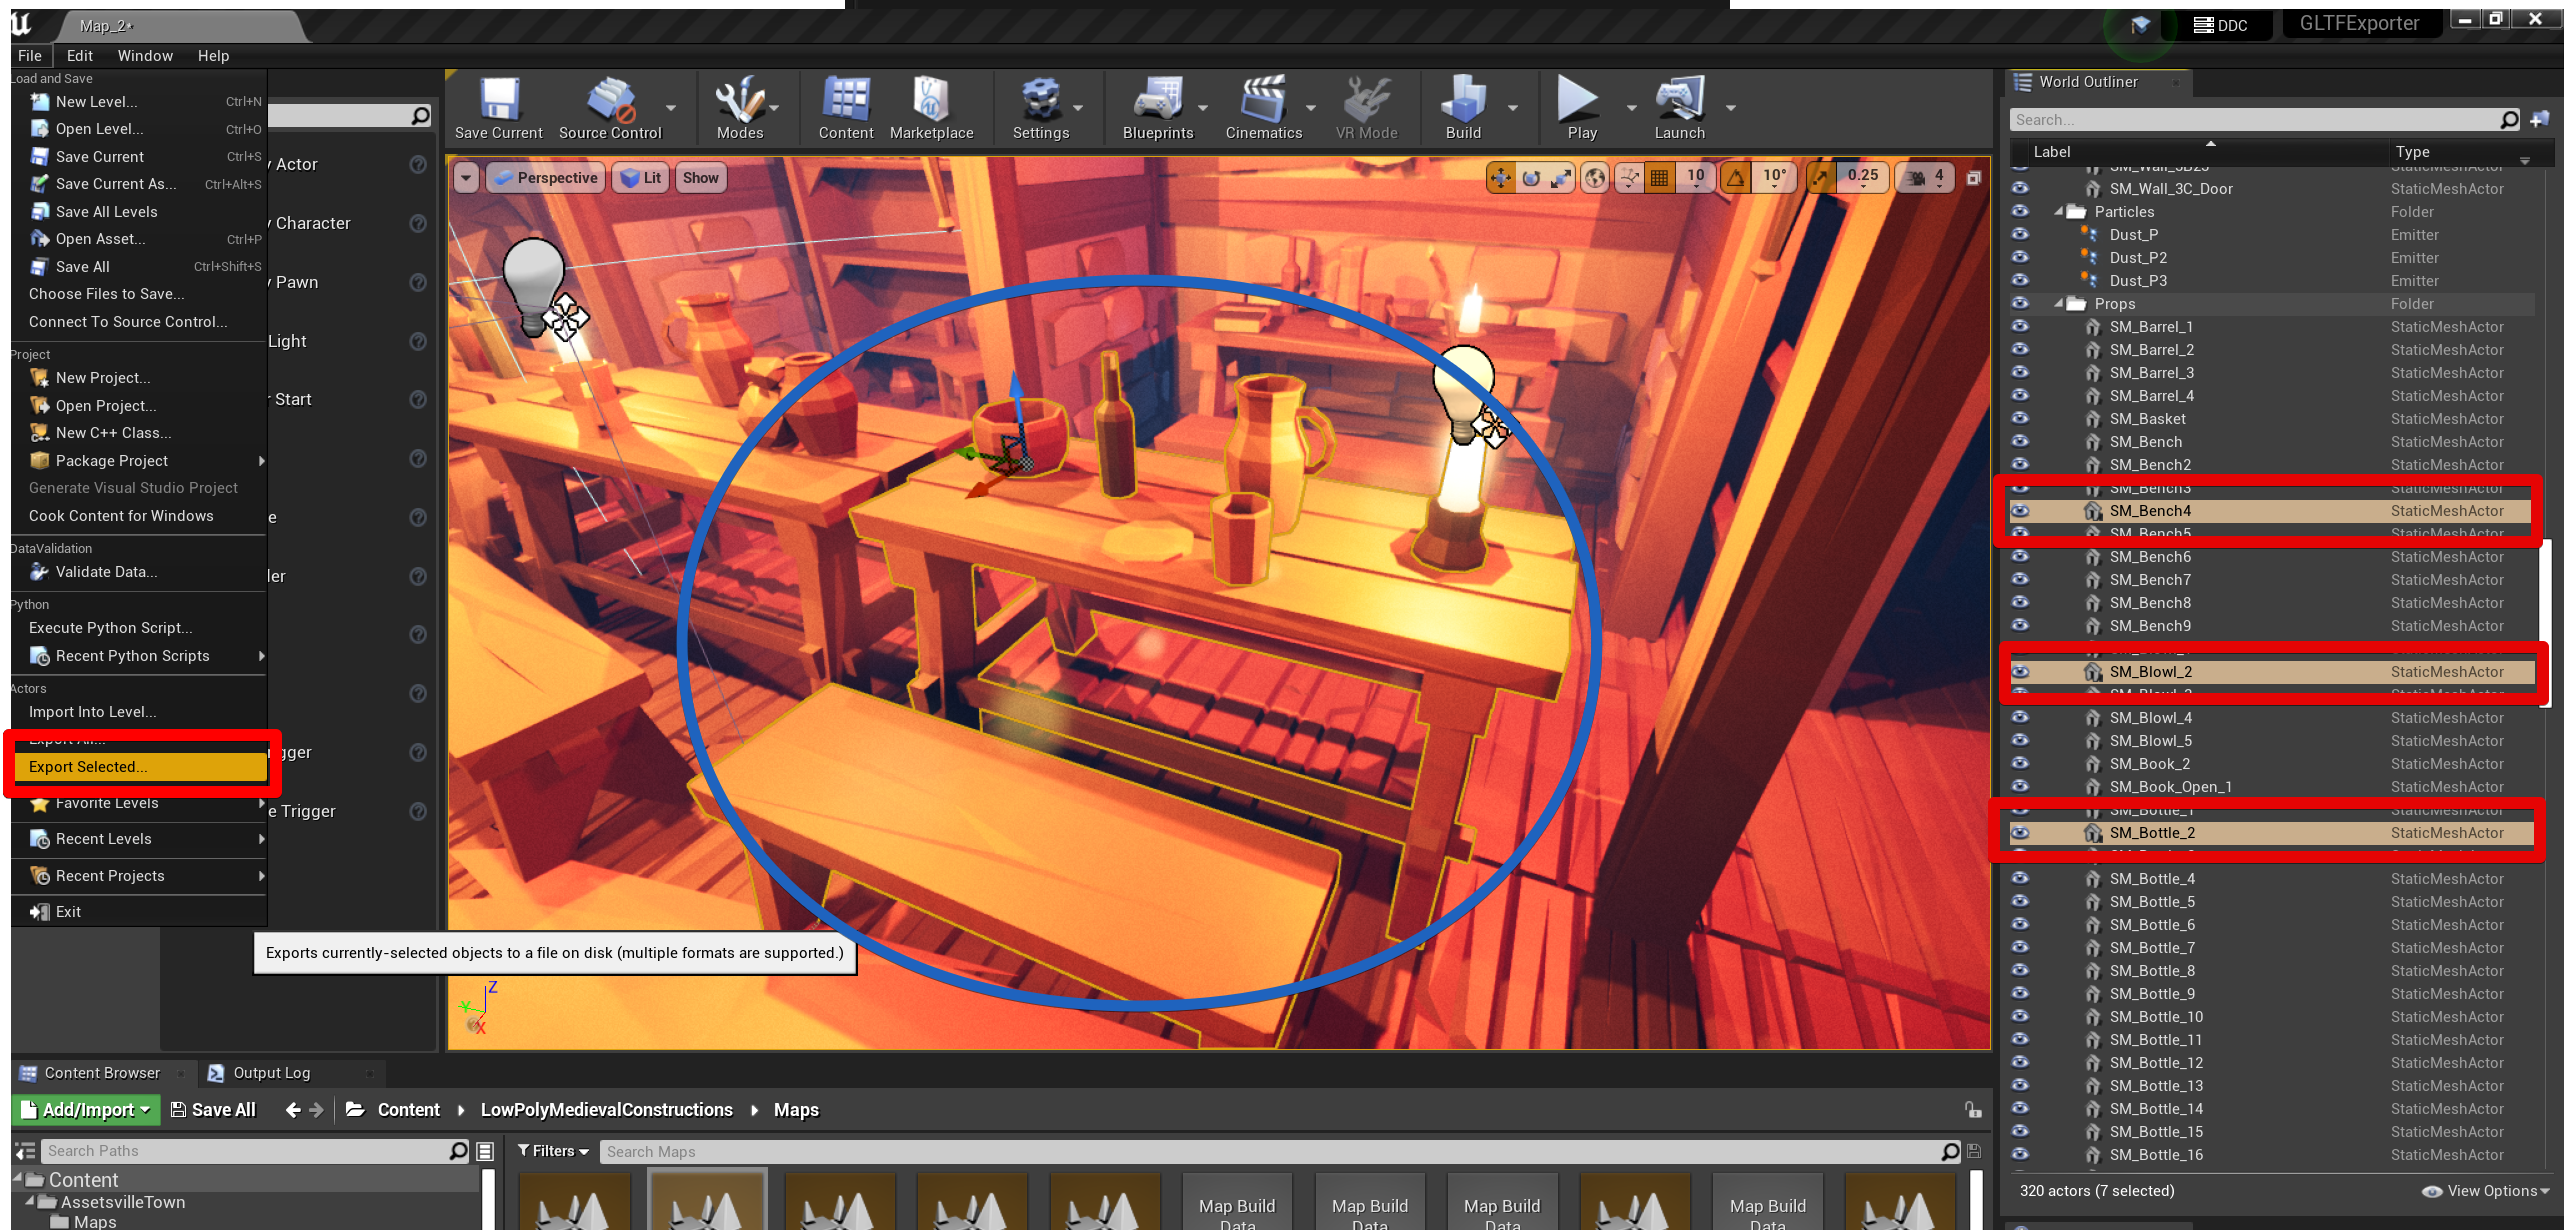 Map_2*
DDC
GLTFExporter
File
Edit
Window
Help
Load and Save
New Level...
Ctrl+N
Open Level...
Ctrl+O
Save Current
Ctrl+S
Save Current As...
Ctrl+Alt+S
Save All Levels
Open Asset...
Ctrl+P
Save All
Ctrl+Shift+S
Choose Files to Save...
Connect To Source Control...
Project
New Project...
Open Project...
New C++ Class...
Package Project
Generate Visual Studio Project
Cook Content for Windows
DataValidation
Validate Data...
Python
Execute Python Script...
Recent Python Scripts
Actors
Import Into Level...
Export All...
Export Selected...
Favorite Levels
Recent Levels
Recent Projects
Exit
Actor
Character
Pawn
Light
Start
Trigger
Exports currently-selected objects to a file on disk (multiple formats are supported.)
Save Current
Source Control
Modes
Content
Marketplace
Settings
Blueprints
Cinematics
VR Mode
Build
Play
Launch
Perspective
Lit
Show
10
10°
0.25
4
Z
Y
X
World Outliner
Search...
Label
Type
SM_Wall_3C_Door
StaticMeshActor
Particles
Folder
Dust_P
Emitter
Dust_P2
Emitter
Dust_P3
Emitter
Props
Folder
SM_Barrel_1
StaticMeshActor
SM_Barrel_2
StaticMeshActor
SM_Barrel_3
StaticMeshActor
SM_Barrel_4
StaticMeshActor
SM_Basket
StaticMeshActor
SM_Bench
StaticMeshActor
SM_Bench2
StaticMeshActor
SM_Bench3
StaticMeshActor
SM_Bench4
StaticMeshActor
SM_Bench5
StaticMeshActor
SM_Bench6
StaticMeshActor
SM_Bench7
StaticMeshActor
SM_Bench8
StaticMeshActor
SM_Bench9
StaticMeshActor
SM_Blowl_2
StaticMeshActor
SM_Blowl_4
StaticMeshActor
SM_Blowl_5
StaticMeshActor
SM_Book_2
StaticMeshActor
SM_Book_Open_1
StaticMeshActor
SM_Bottle_1
StaticMeshActor
SM_Bottle_2
StaticMeshActor
SM_Bottle_4
StaticMeshActor
SM_Bottle_5
StaticMeshActor
SM_Bottle_6
StaticMeshActor
SM_Bottle_7
StaticMeshActor
SM_Bottle_8
StaticMeshActor
SM_Bottle_9
StaticMeshActor
SM_Bottle_10
StaticMeshActor
SM_Bottle_11
StaticMeshActor
SM_Bottle_12
StaticMeshActor
SM_Bottle_13
StaticMeshActor
SM_Bottle_14
StaticMeshActor
SM_Bottle_15
StaticMeshActor
SM_Bottle_16
StaticMeshActor
320 actors (7 selected)
View Options
Content Browser
Output Log
Add/Import
Save All
Content
LowPolyMedievalConstructions
Maps
Search Paths
Filters
Search Maps
Content
AssetsvilleTown
Maps
Map Build
Data
Map Build
Data
Map Build
Data
Map Build
Data